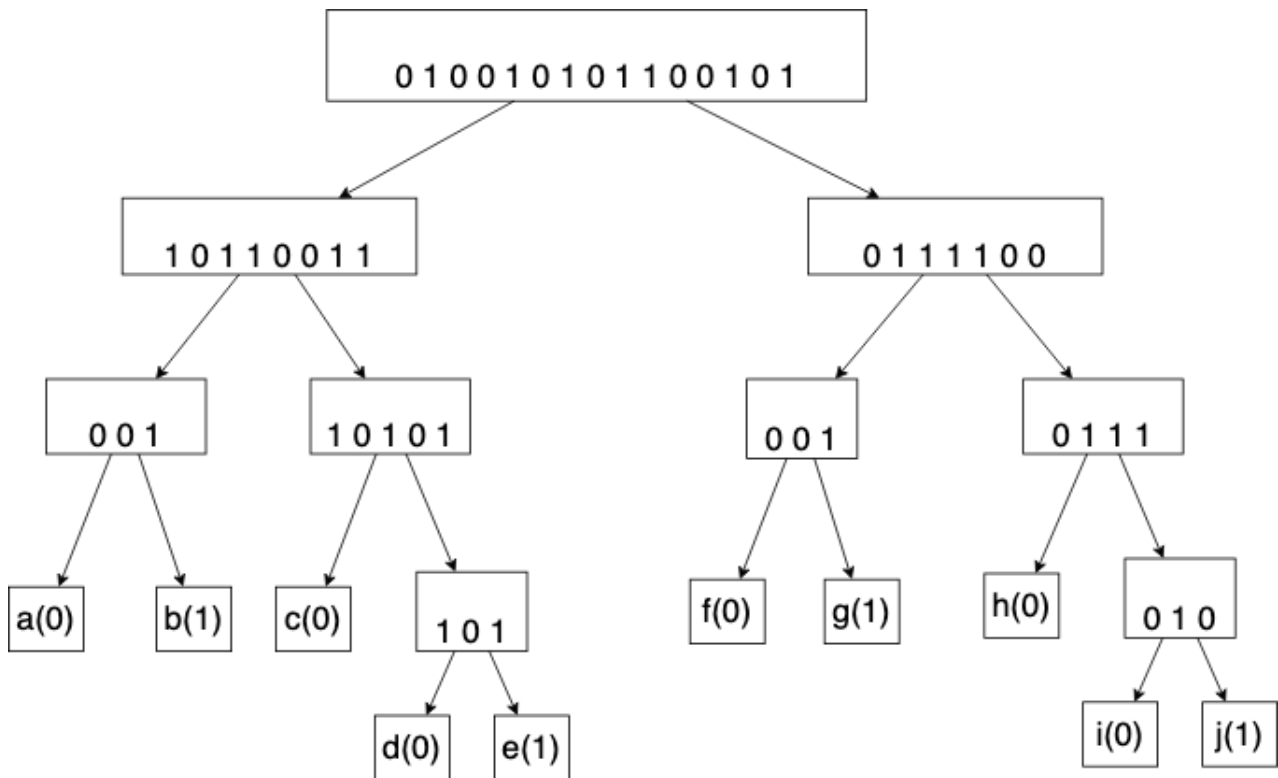 0 1 0 0 1 0 1 0 1 1 0 0 1 0 1
1 0 1 1 0 0 1 1
0 1 1 1 1 0 0
0 0 1
1 0 1 0 1
0 0 1
0 1 1 1
a(0)
b(1)
c(0)
1 0 1
f(0)
g(1)
h(0)
0 1 0
d(0)
e(1)
i(0)
j(1)